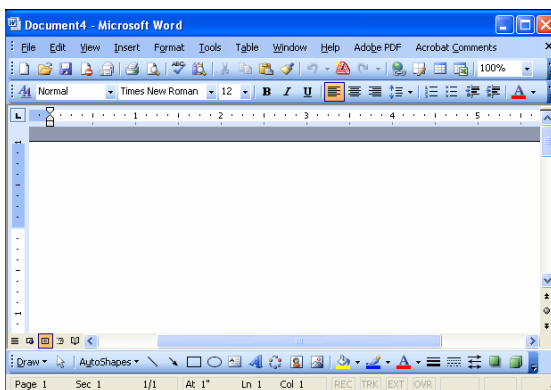 Document4 - Microsoft Word
File Edit View Insert Format Tools Table Window Help Adobe PDF Acrobat Comments
100%
Normal Times New Roman 12 B I U A
1 2 3 4 5
Draw AutoShapes A
Page 1 Sec 1 1/1 At 1" Ln 1 Col 1 REC TRK EXT OVR